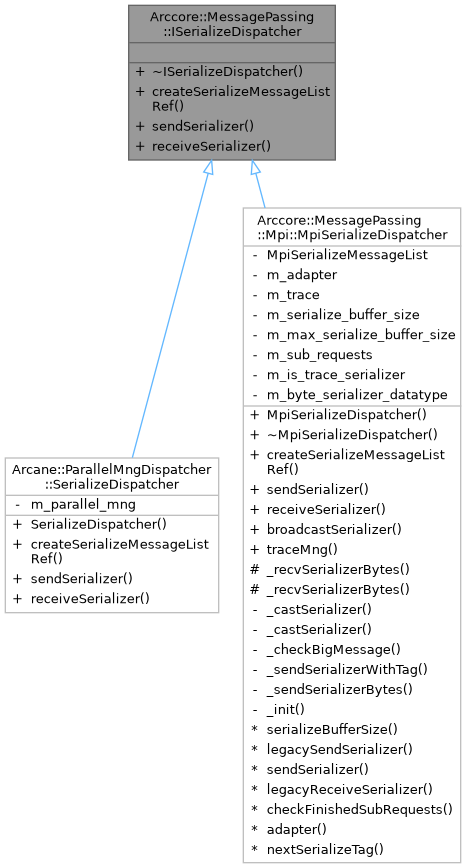 Arccore::MessagePassing
::ISerializeDispatcher
+ ~ISerializeDispatcher()
+ createSerializeMessageList
Ref()
+ sendSerializer()
+ receiveSerializer()
Arccore::MessagePassing
::Mpi::MpiSerializeDispatcher
- MpiSerializeMessageList
- m_adapter
- m_trace
- m_serialize_buffer_size
- m_max_serialize_buffer_size
- m_sub_requests
- m_is_trace_serializer
- m_byte_serializer_datatype
+ MpiSerializeDispatcher()
+ ~MpiSerializeDispatcher()
+ createSerializeMessageList
Ref()
+ sendSerializer()
+ receiveSerializer()
+ broadcastSerializer()
+ traceMng()
# _recvSerializerBytes()
# _recvSerializerBytes()
- _castSerializer()
- _castSerializer()
- _checkBigMessage()
- _sendSerializerWithTag()
- _sendSerializerBytes()
- _init()
* serializeBufferSize()
* legacySendSerializer()
* sendSerializer()
* legacyReceiveSerializer()
* checkFinishedSubRequests()
* adapter()
* nextSerializeTag()
Arcane::ParallelMngDispatcher
::SerializeDispatcher
- m_parallel_mng
+ SerializeDispatcher()
+ createSerializeMessageList
Ref()
+ sendSerializer()
+ receiveSerializer()